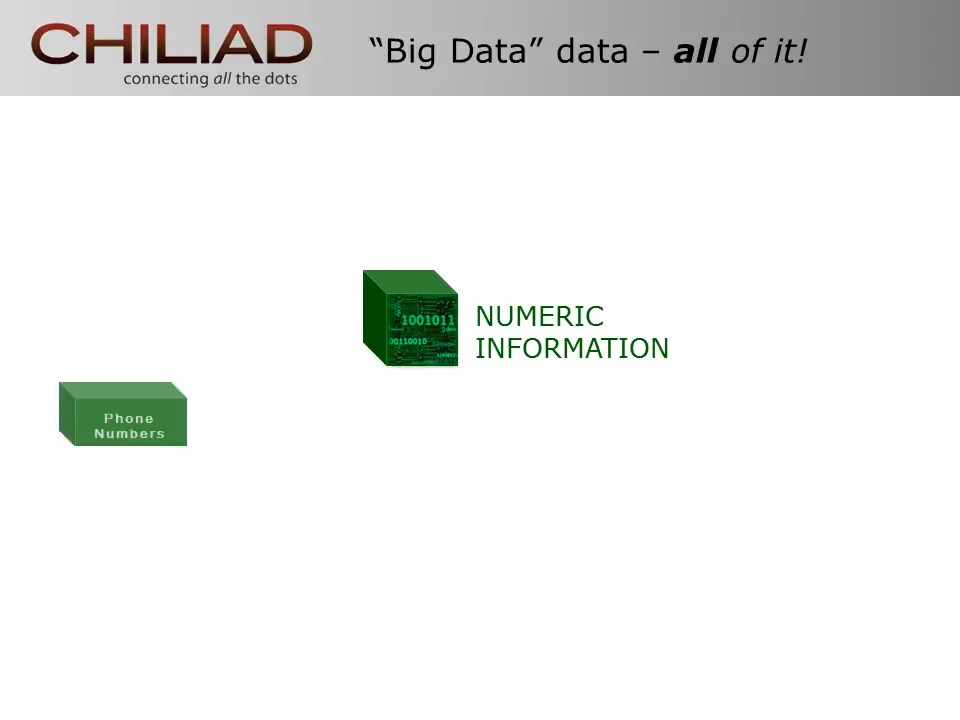 CHILIAD
connecting all the dots
“Big Data” data – all of it!
1001011
00110010
NUMERIC
INFORMATION
Phone
Numbers